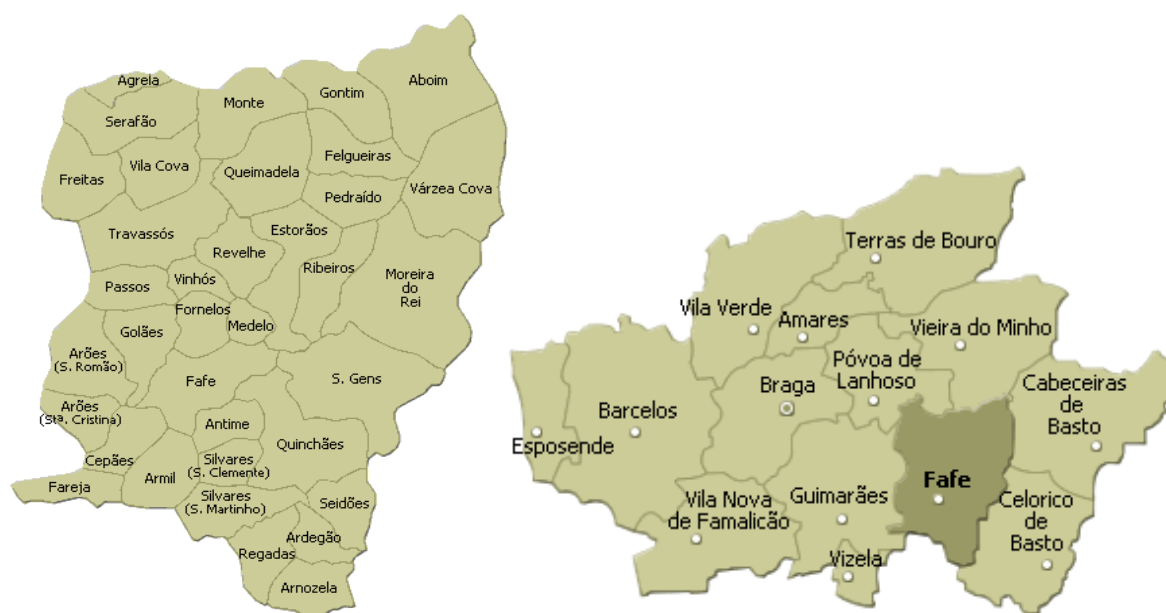 Agrela
Serafão
Monte
Gontim
Aboim
Freitas
Vila Cova
Queimadela
Felgueiras
Pedraído
Várzea Cova
Travassós
Revelhe
Estorãos
Ribeiros
Moreira
do
Rei
Passos
Vinhós
Fornelos
Medelo
Golães
Arões
(S. Romão)
Fafe
S. Gens
Arões
(Stª. Cristina)
Antime
Quinchães
Cepães
Armil
Silvares
(S. Clemente)
Fareja
Silvares
(S. Martinho)
Seidões
Ardegão
Regadas
Arnozela
Terras de Bouro
Vila Verde
Amares
Vieira do Minho
Póvoa de
Lanhoso
Braga
Barcelos
Esposende
Cabeceiras
de
Basto
Fafe
Guimarães
Vila Nova
de Famalicão
Celorico
de
Basto
Vizela